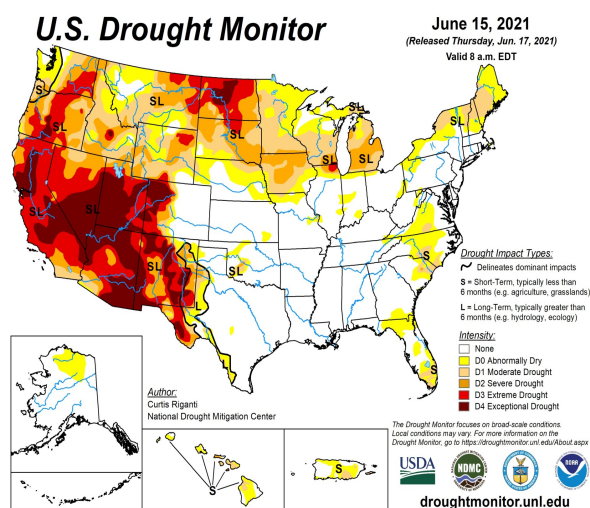 U.S. Drought Monitor
June 15, 2021
(Released Thursday, Jun. 17, 2021)
Valid 8 a.m. EDT
SL
S
SL
SL
SL
SL
SL
SL
SL
SL
SL
SL
SL
L
S
S
Drought Impact Types:
Delineates dominant impacts
S = Short-Term, typically less than
6 months (e.g. agriculture, grasslands)
L = Long-Term, typically greater than
6 months (e.g. hydrology, ecology)
Intensity:
None
D0 Abnormally Dry
D1 Moderate Drought
D2 Severe Drought
D3 Extreme Drought
D4 Exceptional Drought
Author:
Curtis Riganti
National Drought Mitigation Center
S
S
The Drought Monitor focuses on broad-scale conditions.
Local conditions may vary. For more information on the
Drought Monitor, go to https://droughtmonitor.unl.edu/About.aspx
USDA
NDMC
NOAA
droughtmonitor.unl.edu